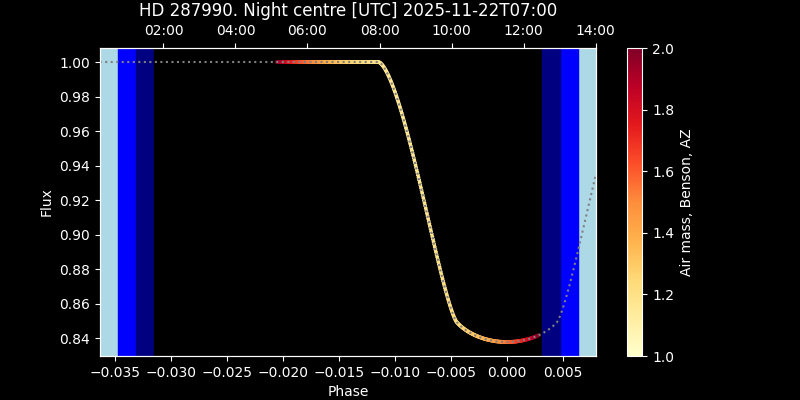 HD 287990. Night centre [UTC] 2025-11-22T07:00
02:00 04:00 06:00 08:00 10:00 12:00 14:00
1.00
0.98
0.96
0.94
0.92
0.90
0.88
0.86
0.84
Flux
−0.035 −0.030 −0.025 −0.020 −0.015 −0.010 −0.005 0.000 0.005
Phase
2.0
1.8
1.6
1.4
1.2
1.0
Air mass, Benson, AZ